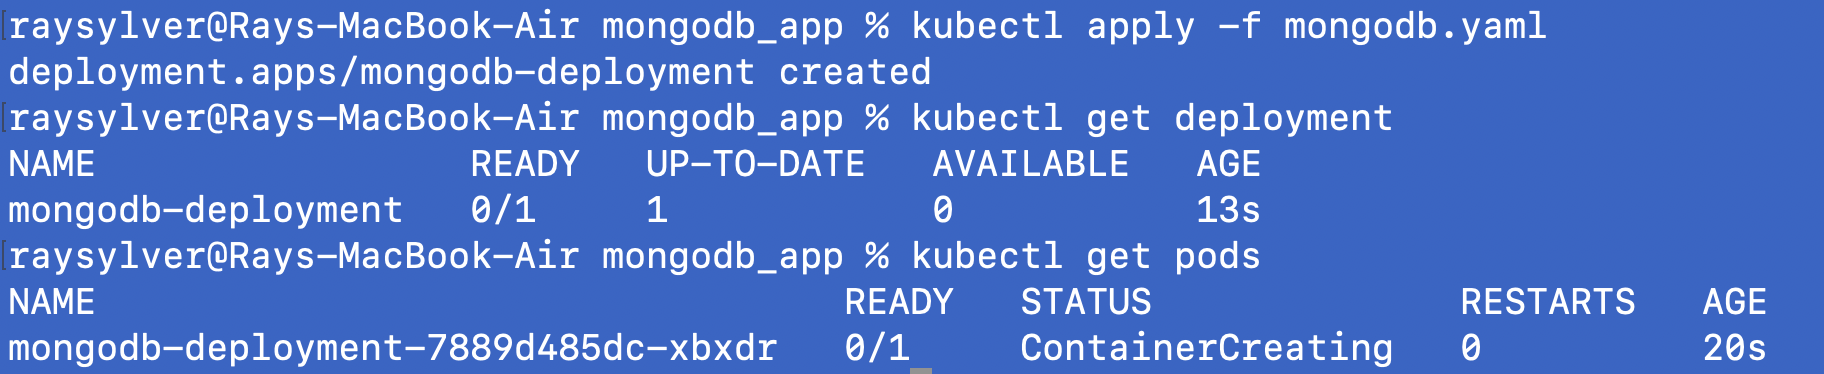 raysylver@Rays-MacBook-Air mongodb_app % kubectl apply -f mongodb.yaml
deployment.apps/mongodb-deployment created
raysylver@Rays-MacBook-Air mongodb_app % kubectl get deployment
NAME READY UP-TO-DATE AVAILABLE AGE
mongodb-deployment 0/1 1 0 13s
raysylver@Rays-MacBook-Air mongodb_app % kubectl get pods
NAME READY STATUS RESTARTS AGE
mongodb-deployment-7889d485dc-xbxdr 0/1 ContainerCreating 0 20s